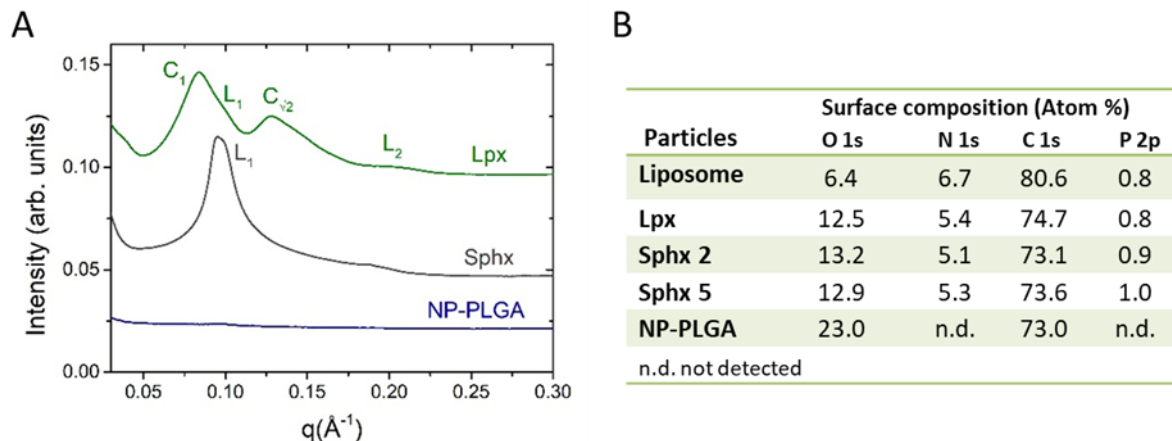 A
0.15
0.10
0.05
0.00
Intensity (arb. units)
C1
L1
C√2
L2
Lpx
L1
Sphx
NP-PLGA
0.05 0.10 0.15 0.20 0.25 0.30
q(Å-1)
B
Surface composition (Atom %)
Particles O 1s N 1s C 1s P 2p
Liposome 6.4 6.7 80.6 0.8
Lpx 12.5 5.4 74.7 0.8
Sphx 2 13.2 5.1 73.1 0.9
Sphx 5 12.9 5.3 73.6 1.0
NP-PLGA 23.0 n.d. 73.0 n.d.
n.d. not detected